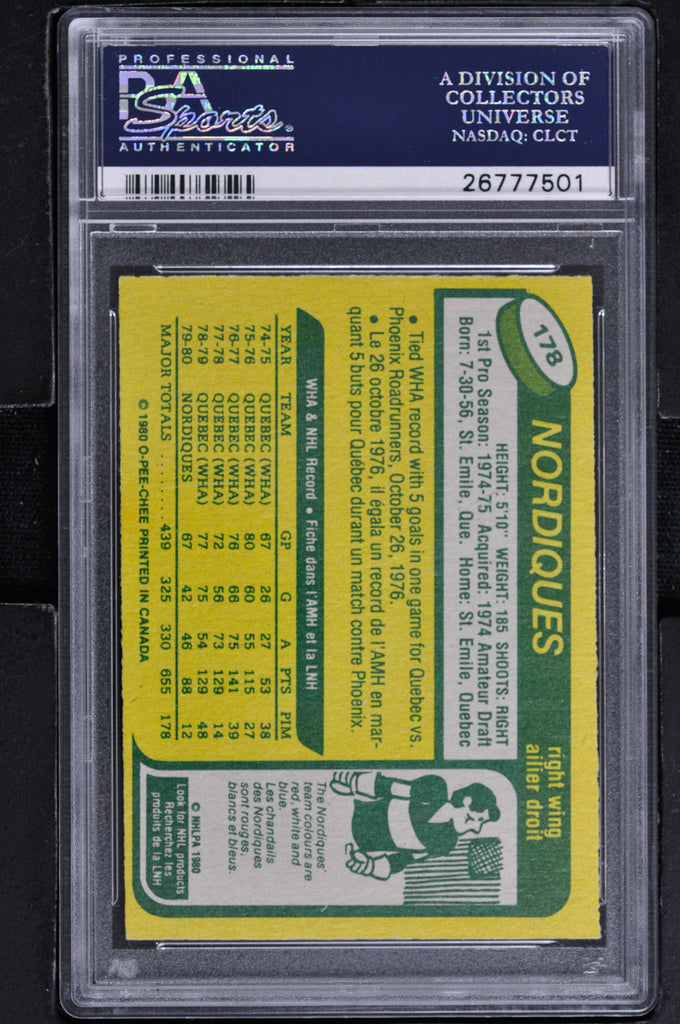 PROFESSIONAL
PSA
Sports
AUTHENTICATOR
A DIVISION OF
COLLECTORS
UNIVERSE
NASDAQ: CLCT
26777501
178
NORDIQUES
right wing
ailier droit
HEIGHT: 5'10" WEIGHT: 185 SHOOTS: RIGHT
1st Pro Season: 1974-75 Acquired: 1974 Amateur Draft
Born: 7-30-56, St. Emile, Que. Home: St. Emile, Quebec
• Tied WHA record with 5 goals in one game for Quebec vs.
Phoenix Roadrunners, October 26, 1976.
• Le 26 octobre 1976, il égala un record de l'AMH en mar-
quant 5 buts pour Québec durant un match contre Phoenix.
WHA & NHL Record • Fiche dans l'AMH et la LNH
YEAR TEAM GP G A PTS PIM
74-75 QUEBEC (WHA) 67 26 27 53 38
75-76 QUEBEC (WHA) 80 60 55 115 27
76-77 QUEBEC (WHA) 76 66 75 141 39
77-78 QUEBEC (WHA) 72 56 73 129 14
78-79 QUEBEC (WHA) 77 75 54 129 48
79-80 NORDIQUES 67 42 46 88 12
MAJOR TOTALS ........ 439 325 330 655 178
© 1980 O-PEE-CHEE PRINTED IN CANADA
The Nordiques'
team colours are
red, white and
blue.
Les chandails
des Nordiques
sont rouges,
blancs et bleus.
© NHLPA 1980
Look for NHL products
Recherchez les
produits de la LNH